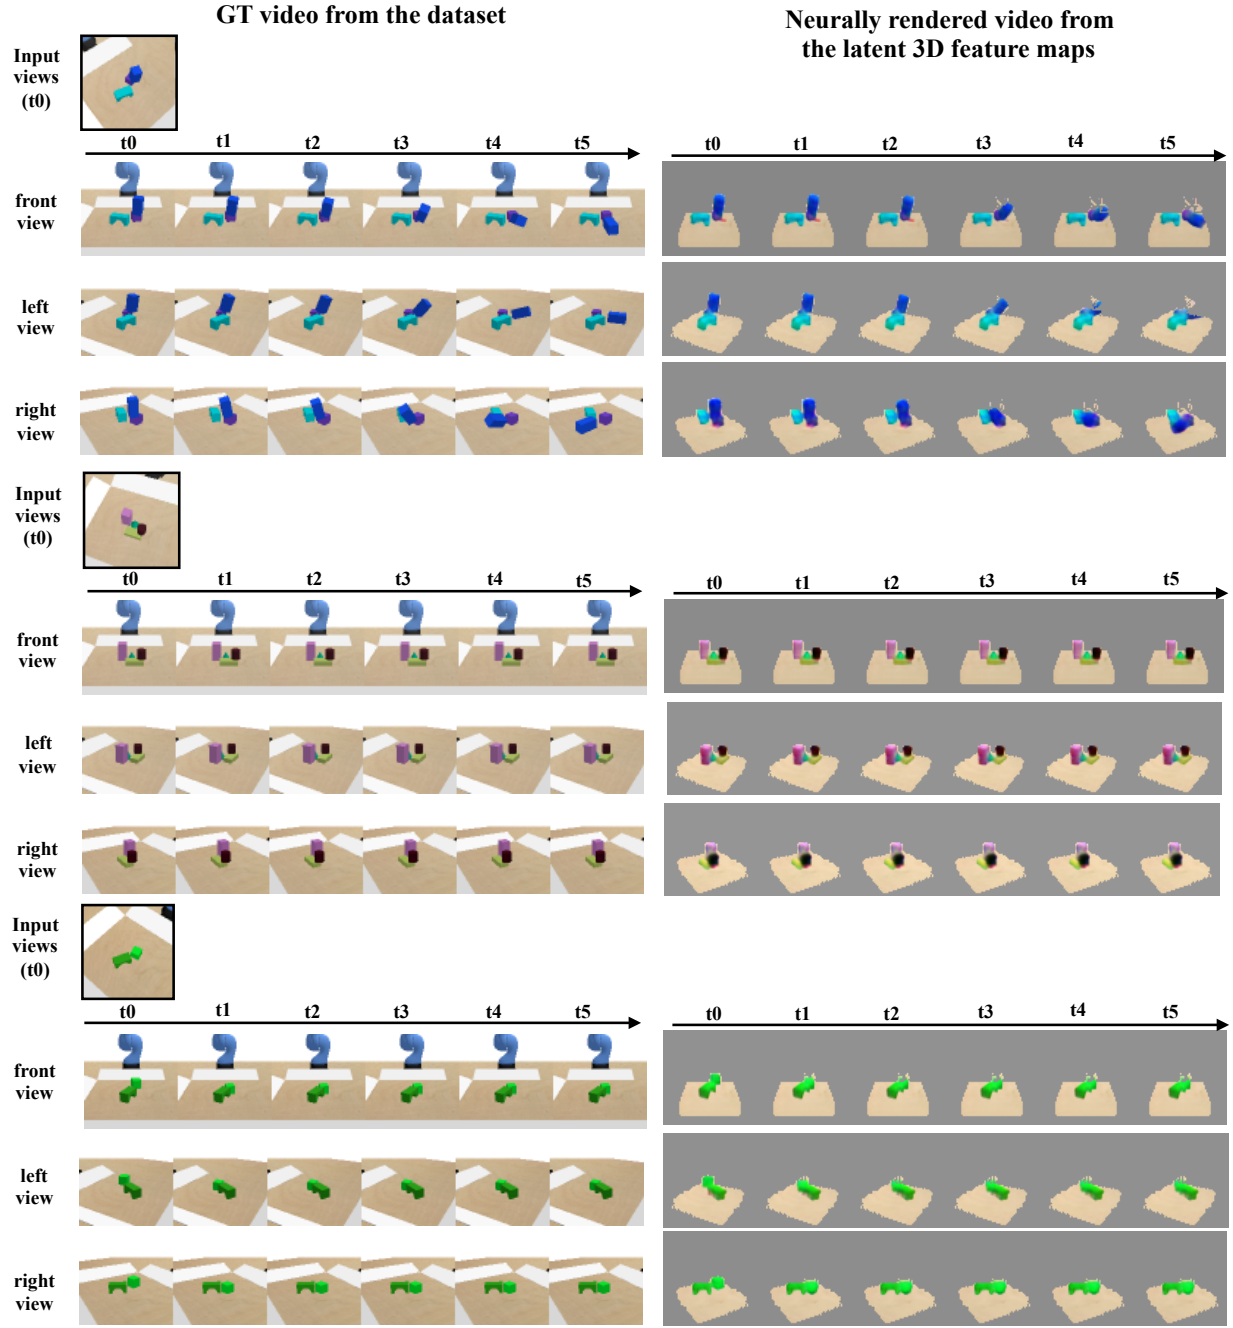 GT video from the dataset
Neurally rendered video from
the latent 3D feature maps
Input
views
(t0)
t0 t1 t2 t3 t4 t5
t0 t1 t2 t3 t4 t5
front
view
left
view
right
view
Input
views
(t0)
t0 t1 t2 t3 t4 t5
t0 t1 t2 t3 t4 t5
front
view
left
view
right
view
Input
views
(t0)
t0 t1 t2 t3 t4 t5
t0 t1 t2 t3 t4 t5
front
view
left
view
right
view